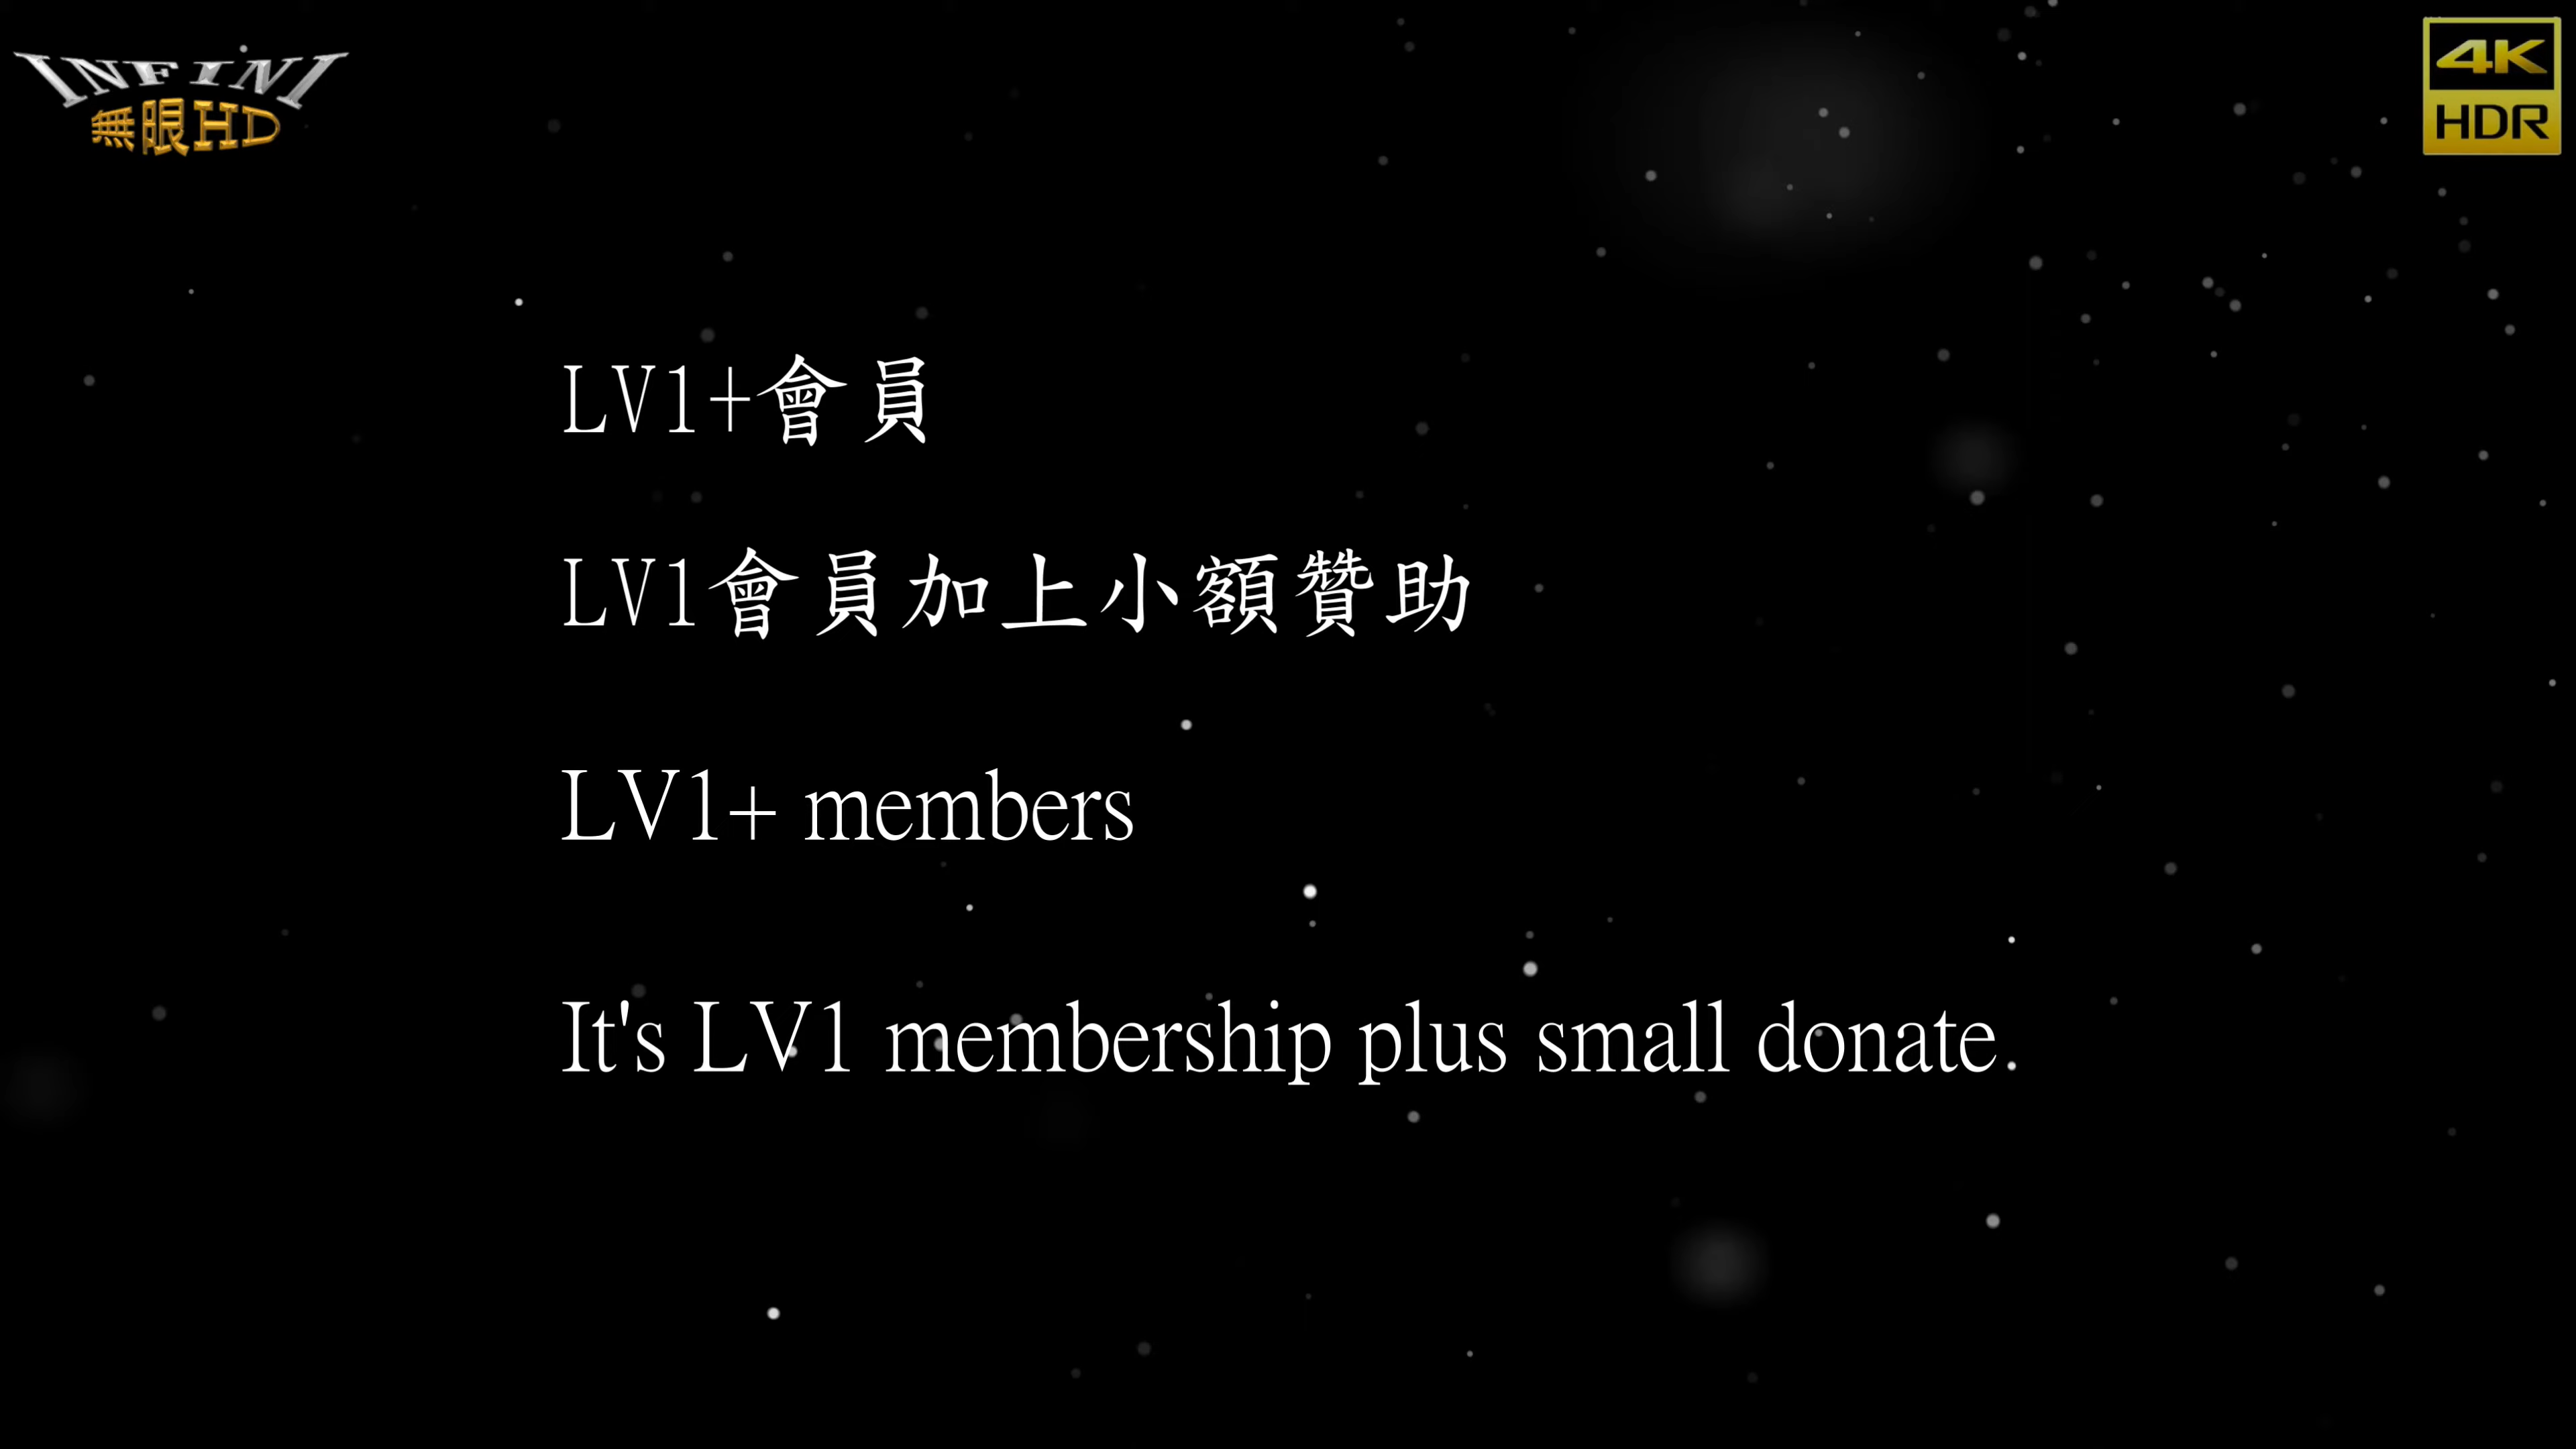 INFINI
無限HD
4K
HDR
LV1+會員
LV1會員加上小額贊助
LV1+ members
It's LV1 membership plus small donate.